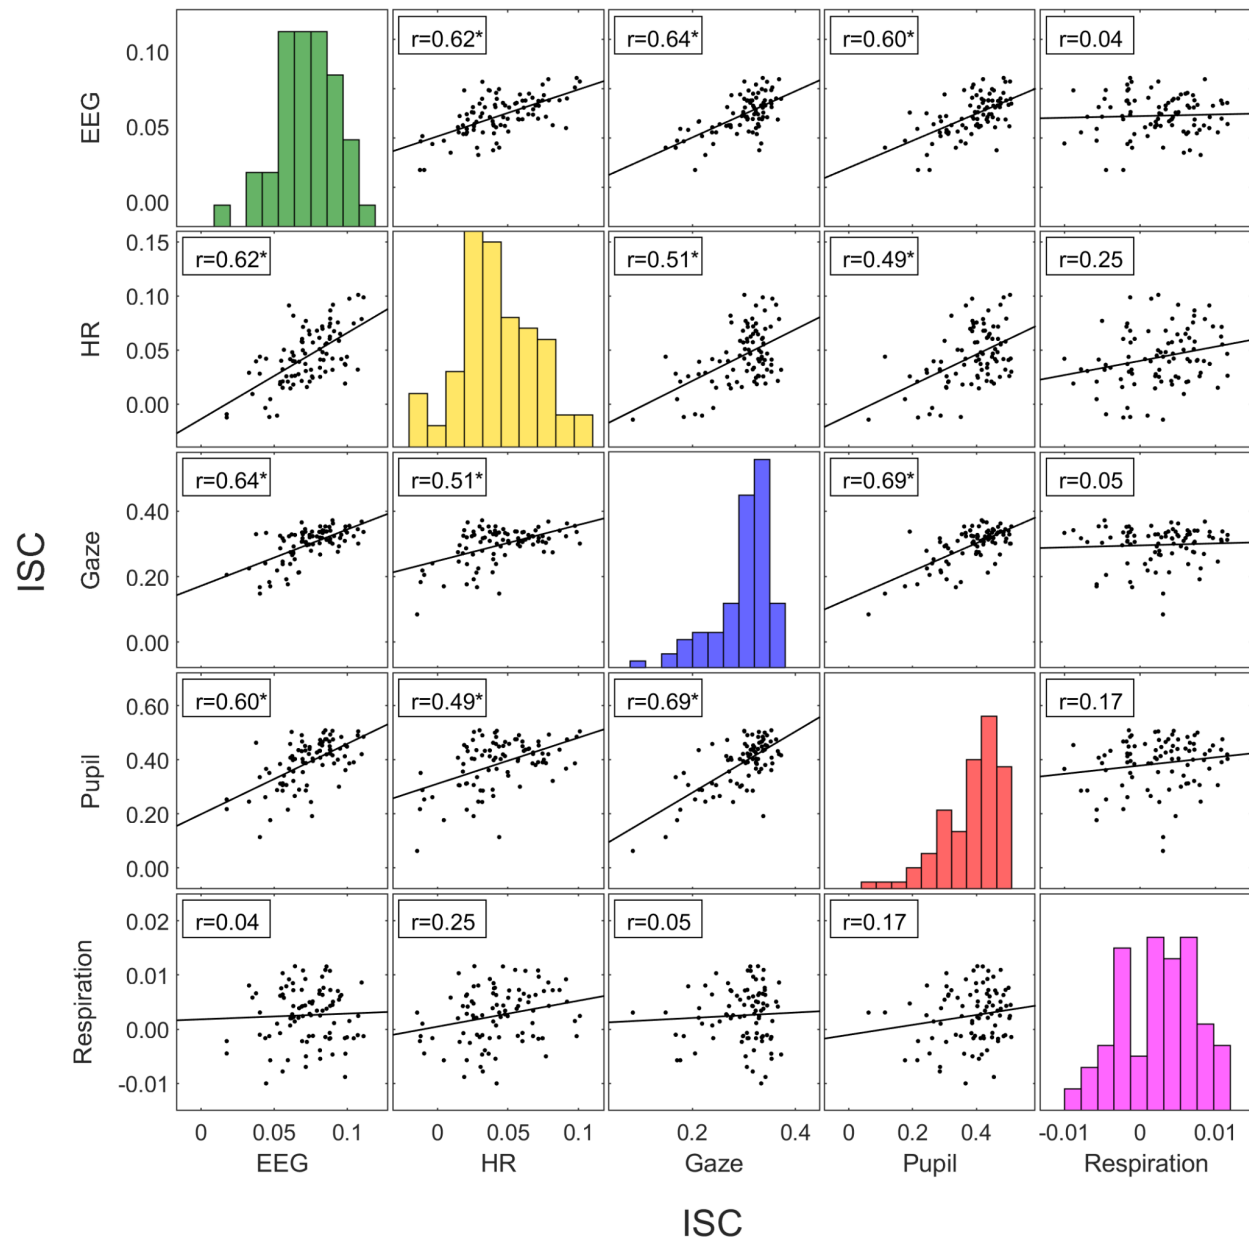 r=0.62*
r=0.64*
r=0.60*
r=0.04
0.10
0.05
0.00
EEG
r=0.62*
r=0.51*
r=0.49*
r=0.25
0.15
0.10
0.05
0.00
HR
r=0.64*
r=0.51*
r=0.69*
r=0.05
0.40
0.20
0.00
Gaze
ISC
r=0.60*
r=0.49*
r=0.69*
r=0.17
0.60
0.40
0.20
0.00
Pupil
r=0.04
r=0.25
r=0.05
r=0.17
0.02
0.01
0.00
-0.01
Respiration
0 0.05 0.1
0 0.05 0.1
0.2 0.4
0 0.2 0.4
-0.01 0 0.01
EEG
HR
Gaze
Pupil
Respiration
ISC